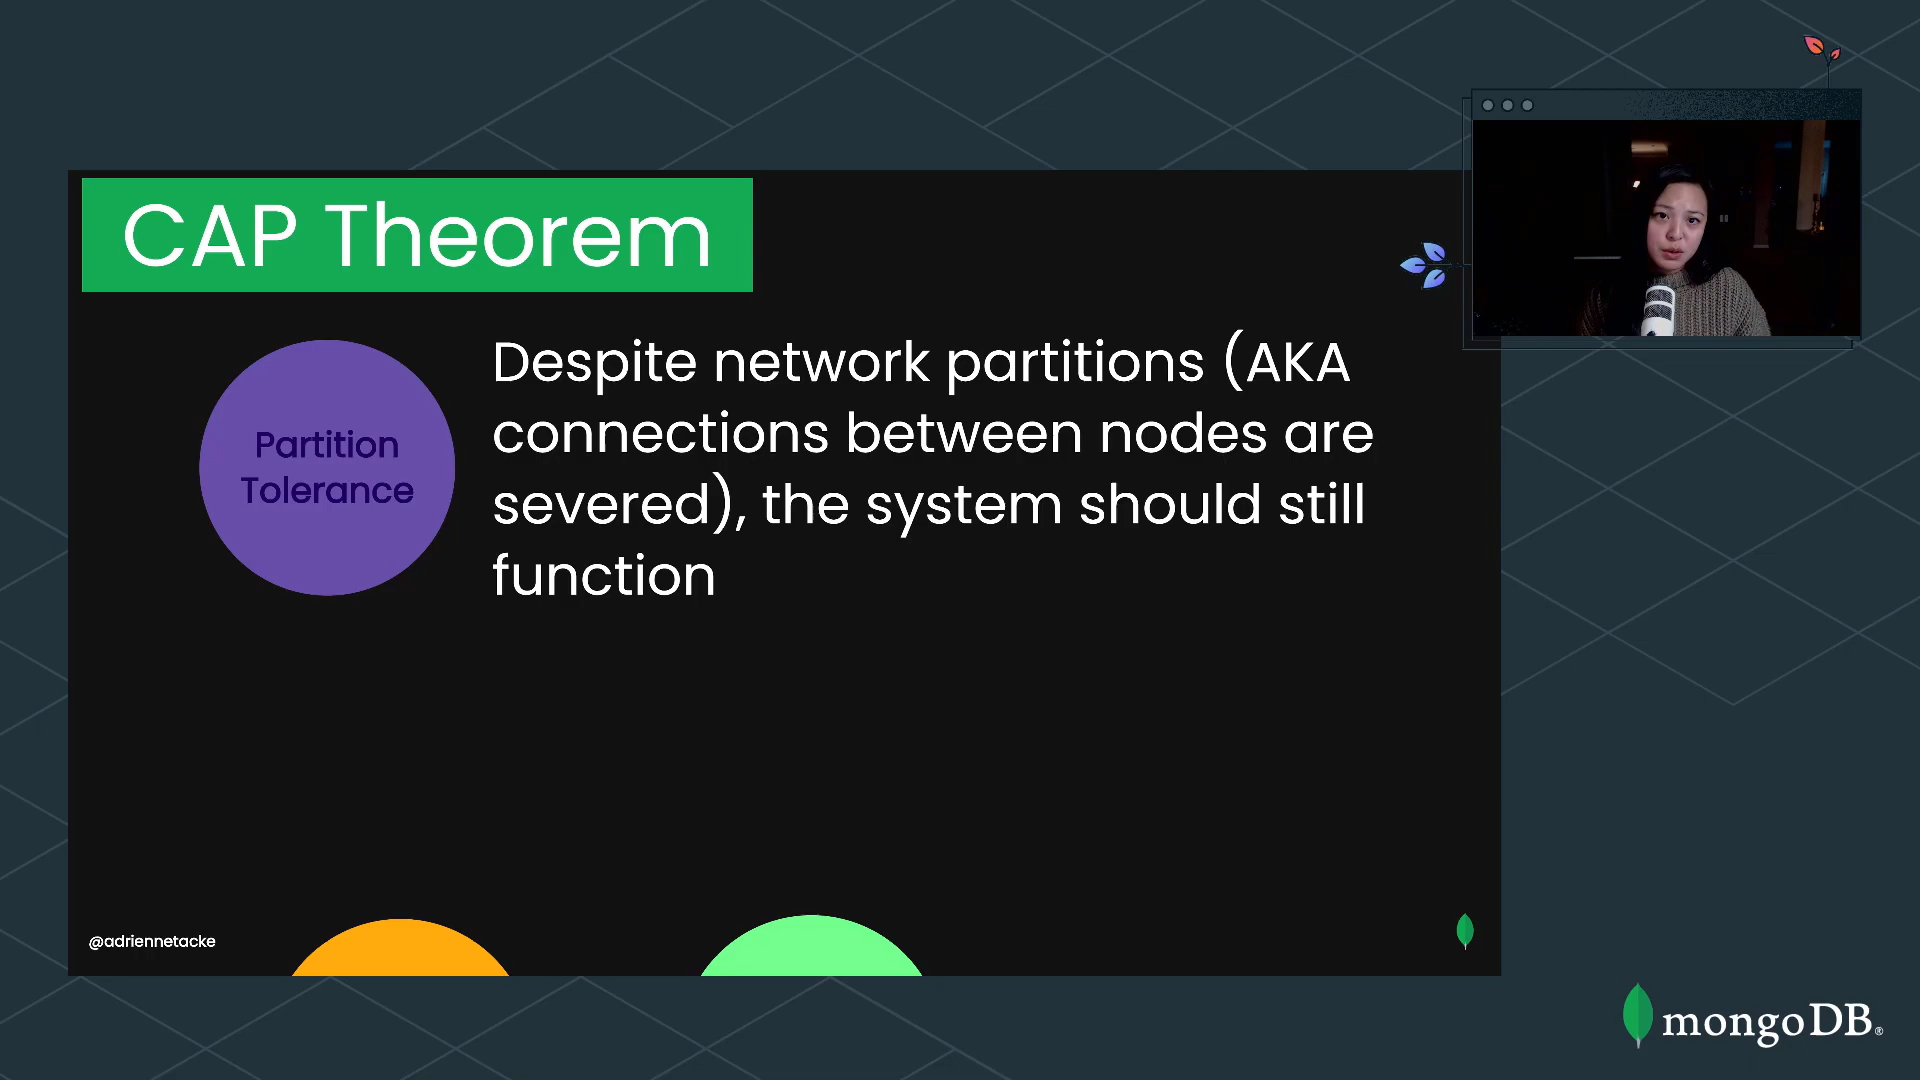 CAP Theorem
Partition
Tolerance
Despite network partitions (AKA
connections between nodes are
severed), the system should still
function
@adriennetacke
mongoDB®